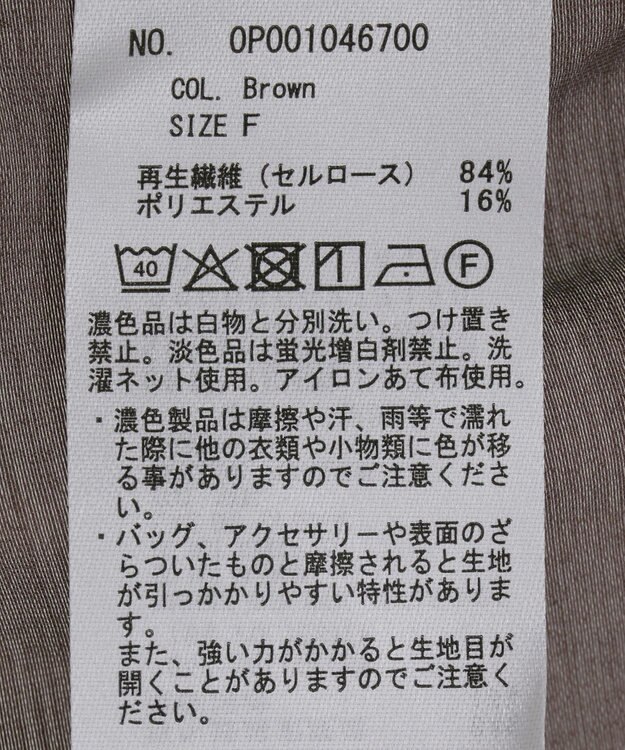 NO. OP001046700
COL. Brown
SIZE F
再生繊維（セルロース） 84%
ポリエステル 16%
40 F
濃色品は白物と分別洗い。つけ置き
禁止。淡色品は蛍光増白剤禁止。洗
濯ネット使用。アイロンあて布使用。
・濃色製品は摩擦や汗、雨等で濡れ
た際に他の衣類や小物類に色が移
る事がありますのでご注意くださ
い。
・バッグ、アクセサリーや表面のざ
らついたものと摩擦されると生地
が引っかかりやすい特性がありま
す。
また、強い力がかかると生地目が
開くことがありますのでご注意く
ださい。